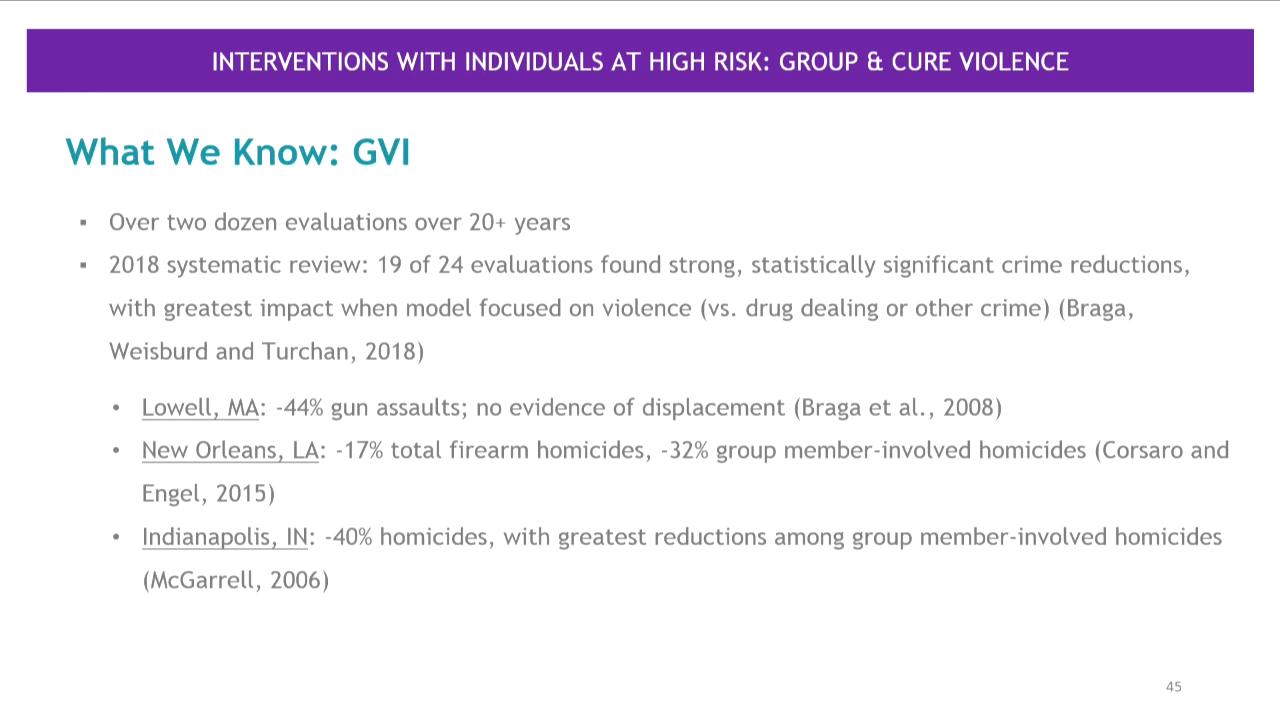 INTERVENTIONS WITH INDIVIDUALS AT HIGH RISK: GROUP & CURE VIOLENCE
What We Know: GVI
▪ Over two dozen evaluations over 20+ years
▪ 2018 systematic review: 19 of 24 evaluations found strong, statistically significant crime reductions,
with greatest impact when model focused on violence (vs. drug dealing or other crime) (Braga,
Weisburd and Turchan, 2018)
• Lowell, MA: -44% gun assaults; no evidence of displacement (Braga et al., 2008)
• New Orleans, LA: -17% total firearm homicides, -32% group member-involved homicides (Corsaro and
Engel, 2015)
• Indianapolis, IN: -40% homicides, with greatest reductions among group member-involved homicides
(McGarrell, 2006)
45